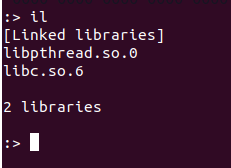 :> il
[Linked libraries]
libpthread.so.0
libc.so.6
2 libraries
:>